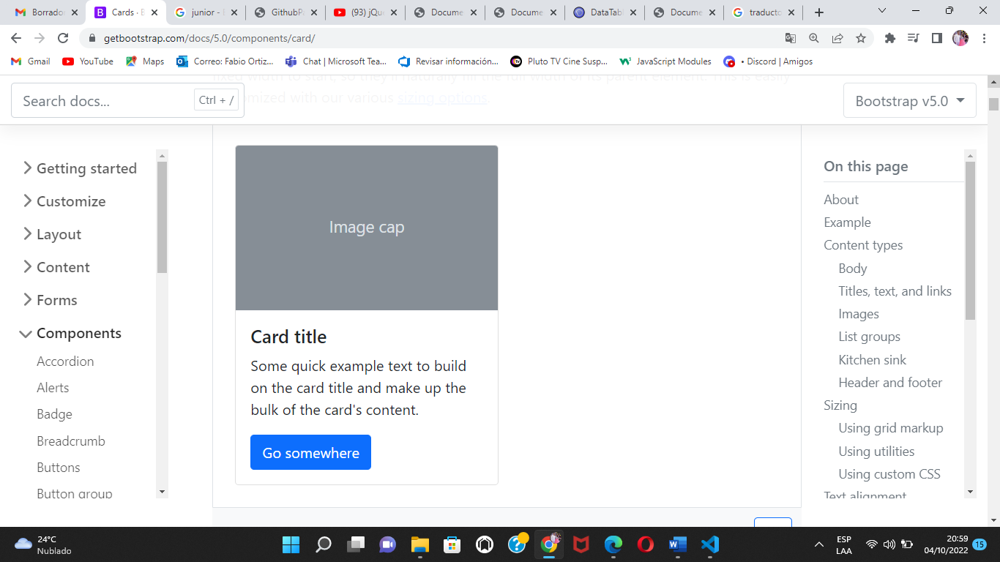 Borrador
Cards · B
junior - 
GithubP
(93) jQu
Docume
Docume
DataTab
Docume
traducto
getbootstrap.com/docs/5.0/components/card/
Gmail
YouTube
Maps
Correo: Fabio Ortiz...
Chat | Microsoft Tea...
Revisar información...
Pluto TV Cine Susp...
JavaScript Modules
• Discord | Amigos
fixed width to start, so they'll naturally fill the full width of its parent element. This is easily
omized with our various sizing options.
Search docs...
Ctrl + /
Bootstrap v5.0
Getting started
Customize
Layout
Content
Forms
Components
Accordion
Alerts
Badge
Breadcrumb
Buttons
Button group
Image cap
Card title
Some quick example text to build
on the card title and make up the
bulk of the card's content.
Go somewhere
On this page
About
Example
Content types
Body
Titles, text, and links
Images
List groups
Kitchen sink
Header and footer
Sizing
Using grid markup
Using utilities
Using custom CSS
Text alignment
24°C
Nublado
ESP
LAA
20:59
04/10/2022
15